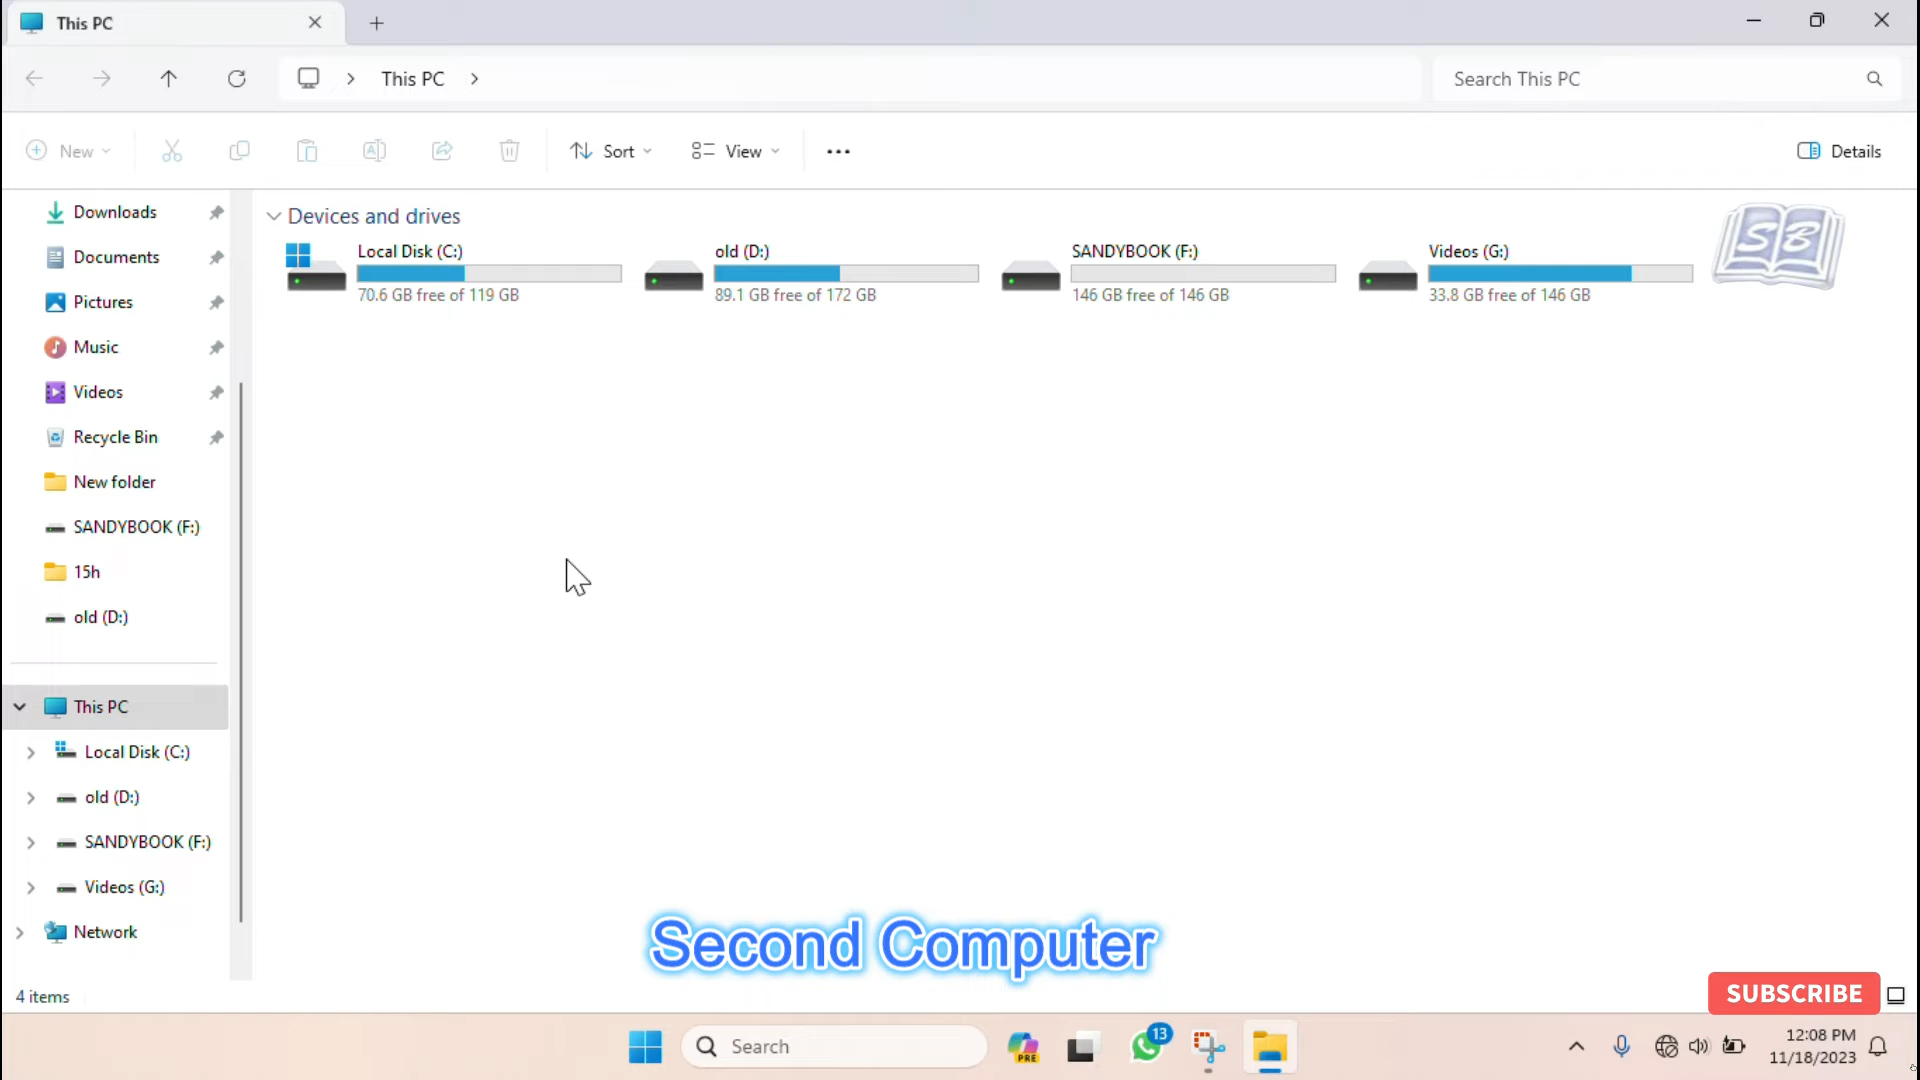 This PC
This PC
Search This PC
New
Sort
View
Details
Downloads
Documents
Pictures
Music
Videos
Recycle Bin
New folder
SANDYBOOK (F:)
15h
old (D:)
This PC
Local Disk (C:)
old (D:)
SANDYBOOK (F:)
Videos (G:)
Network
Devices and drives
Local Disk (C:)
70.6 GB free of 119 GB
old (D:)
89.1 GB free of 172 GB
SANDYBOOK (F:)
146 GB free of 146 GB
Videos (G:)
33.8 GB free of 146 GB
SB
Second Computer
4 items
SUBSCRIBE
Search
PRE
13
12:08 PM
11/18/2023